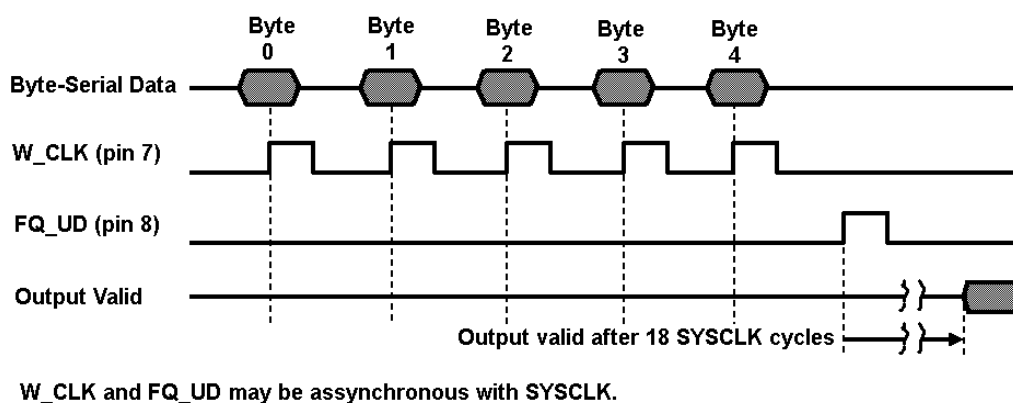 Byte 0
Byte 1
Byte 2
Byte 3
Byte 4
Byte-Serial Data
W_CLK (pin 7)
FQ_UD (pin 8)
Output Valid
Output valid after 18 SYSCLK cycles
W_CLK and FQ_UD may be assynchronous with SYSCLK.